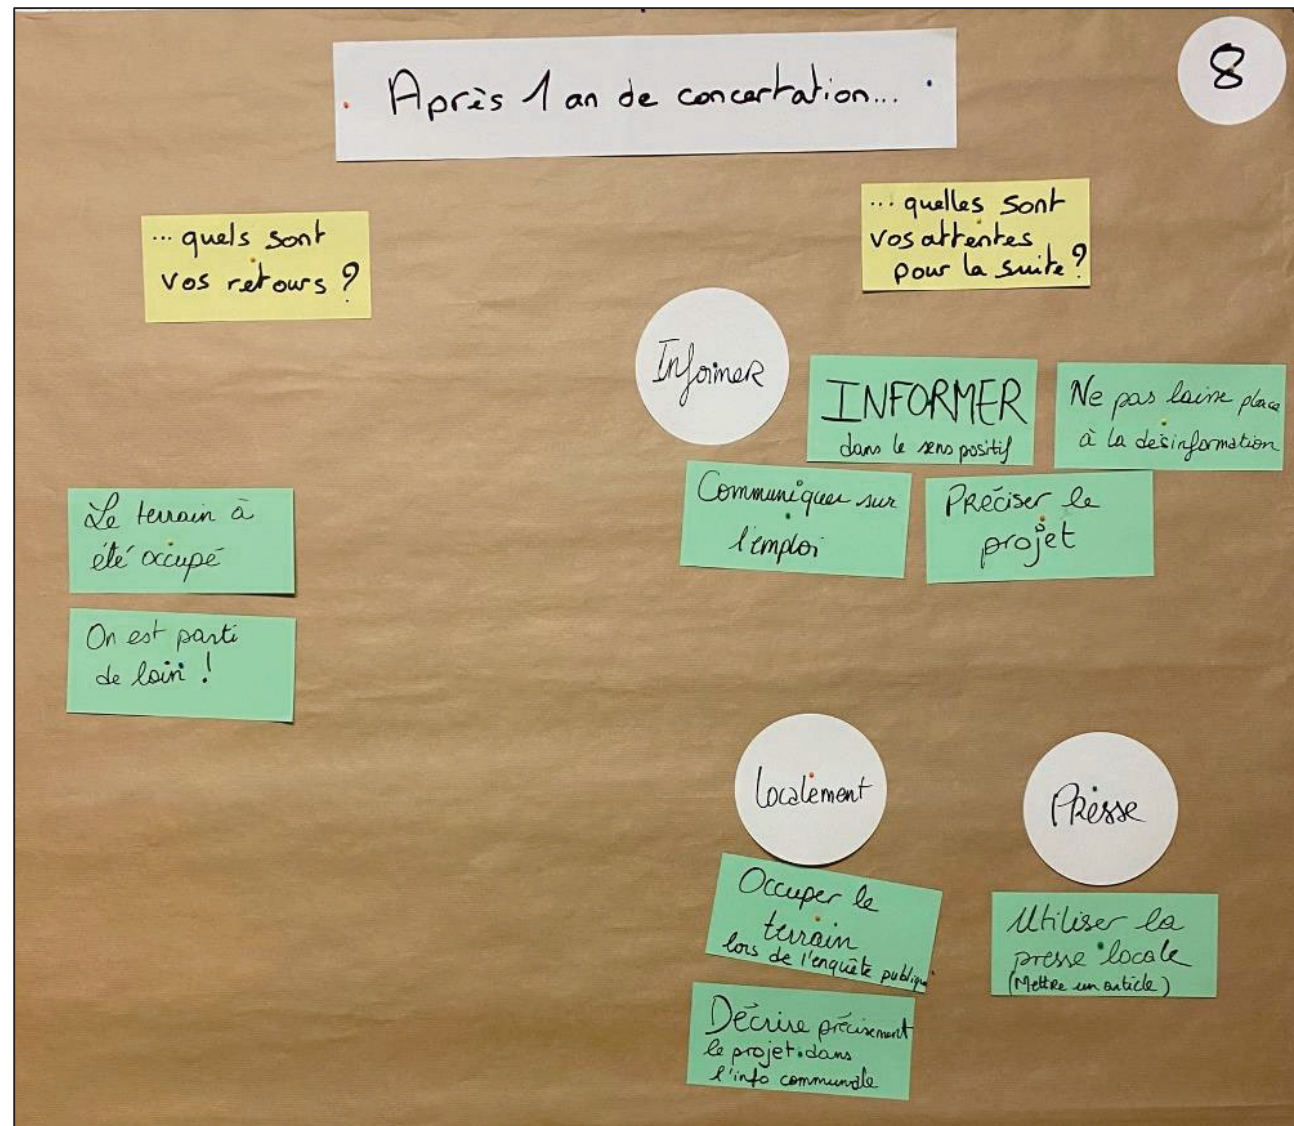 Après 1 an de concertation...
8
... quels sont
vos retours ?
... quelles sont
vos attentes
pour la suite ?
Informer
INFORMER
dans le sens positif
Ne pas laisse place
à la desinformation
Communiquer sur
l'emploi
Préciser le
projet
Le terrain à
été occupé
On est parti
de loin !
Localement
Occuper le
terrain
lors de l'enquête publique
Décrire précisement
le projet dans
l'info communale
Presse
Utiliser la
presse locale
(Mettre un article)